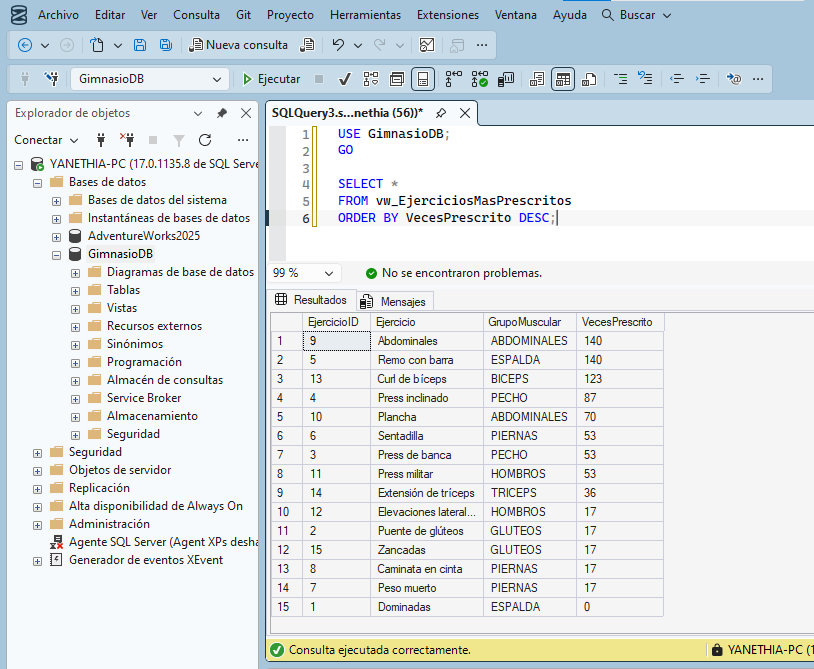 Archivo Editar Ver Consulta Git Proyecto Herramientas Extensiones Ventana Ayuda Buscar
Nueva consulta
GimnasioDB Ejecutar
Explorador de objetos
Conectar
YANETHIA-PC (17.0.1135.8 de SQL Serve
Bases de datos
Bases de datos del sistema
Instantáneas de bases de datos
AdventureWorks2025
GimnasioDB
Diagramas de base de datos
Tablas
Vistas
Recursos externos
Sinónimos
Programación
Almacén de consultas
Service Broker
Almacenamiento
Seguridad
Seguridad
Objetos de servidor
Replicación
Alta disponibilidad de Always On
Administración
Agente SQL Server (Agent XPs desha
Generador de eventos XEvent
SQLQuery3.s...nethia (56))*
1 USE GimnasioDB;
2 GO
3
4 SELECT *
5 FROM vw_EjerciciosMasPrescritos
6 ORDER BY VecesPrescrito DESC;
99 % No se encontraron problemas.
Resultados Mensajes
EjercicioID Ejercicio GrupoMuscular VecesPrescrito
1 9 Abdominales ABDOMINALES 140
2 5 Remo con barra ESPALDA 140
3 13 Curl de bíceps BICEPS 123
4 4 Press inclinado PECHO 87
5 10 Plancha ABDOMINALES 70
6 6 Sentadilla PIERNAS 53
7 3 Press de banca PECHO 53
8 11 Press militar HOMBROS 53
9 14 Extensión de tríceps TRICEPS 36
10 12 Elevaciones lateral... HOMBROS 17
11 2 Puente de glúteos GLUTEOS 17
12 15 Zancadas GLUTEOS 17
13 8 Caminata en cinta PIERNAS 17
14 7 Peso muerto PIERNAS 17
15 1 Dominadas ESPALDA 0
Consulta ejecutada correctamente. YANETHIA-PC (1